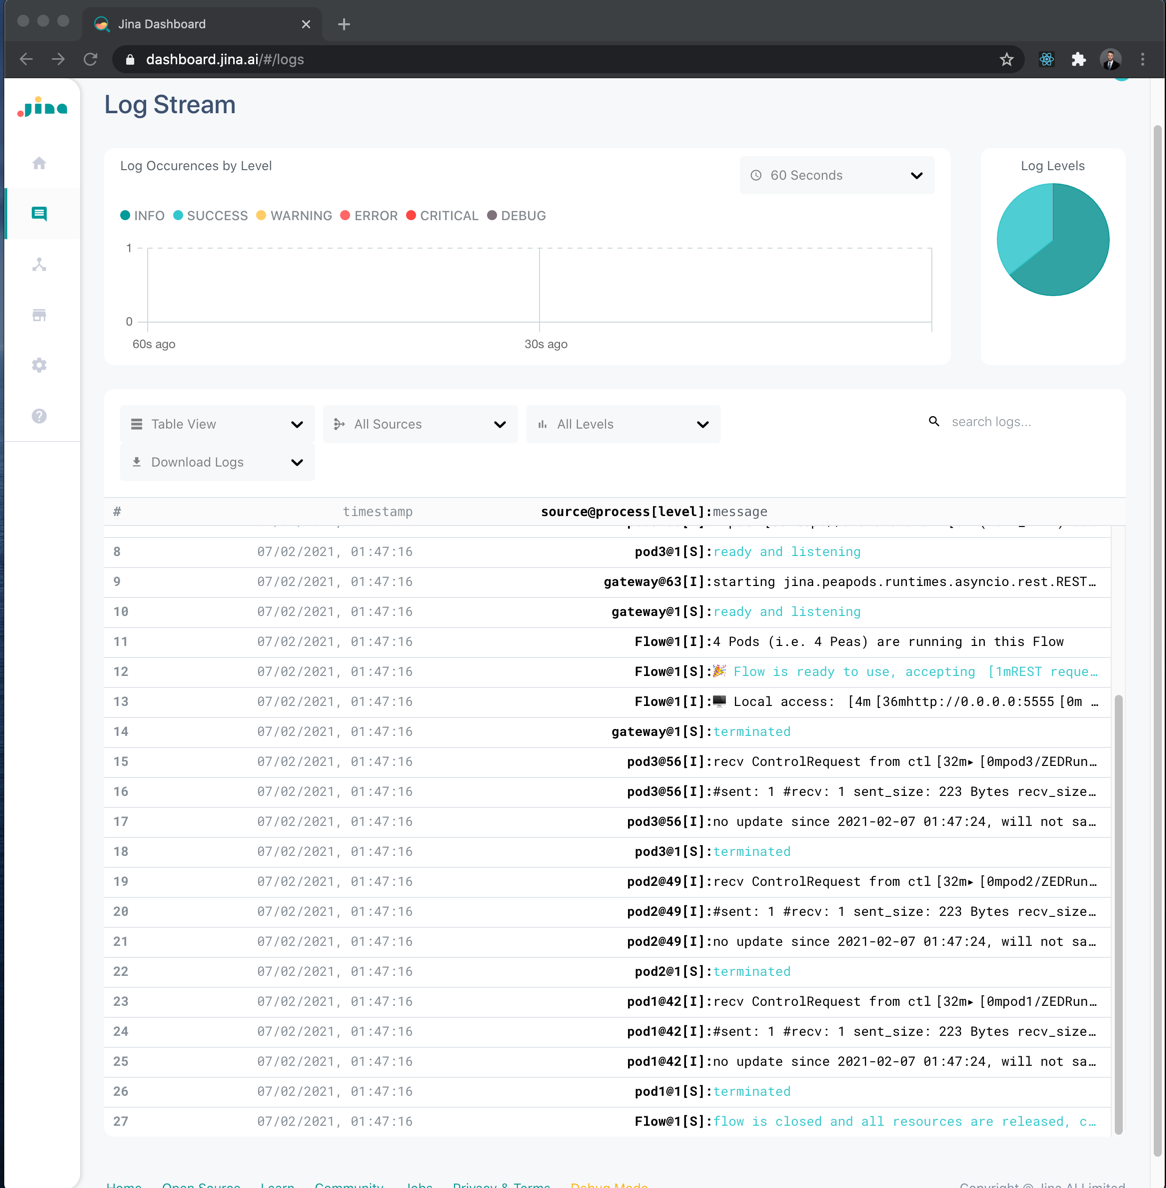 Jina Dashboard
dashboard.jina.ai/#/logs
Jina
Log Stream
Log Occurences by Level
60 Seconds
Log Levels
INFO SUCCESS WARNING ERROR CRITICAL DEBUG
1
0
60s ago 30s ago
Table View All Sources All Levels search logs...
Download Logs
# timestamp source@process[level]:message
8 07/02/2021, 01:47:16 pod3@1[S]:ready and listening
9 07/02/2021, 01:47:16 gateway@63[I]:starting jina.peapods.runtimes.asyncio.rest.REST…
10 07/02/2021, 01:47:16 gateway@1[S]:ready and listening
11 07/02/2021, 01:47:16 Flow@1[I]:4 Pods (i.e. 4 Peas) are running in this Flow
12 07/02/2021, 01:47:16 Flow@1[S]:🎉 Flow is ready to use, accepting [1mREST reque…
13 07/02/2021, 01:47:16 Flow@1[I]:🖥️ Local access: [4m[36mhttp://0.0.0.0:5555[0m …
14 07/02/2021, 01:47:16 gateway@1[S]:terminated
15 07/02/2021, 01:47:16 pod3@56[I]:recv ControlRequest from ctl[32m▸[0mpod3/ZEDRun…
16 07/02/2021, 01:47:16 pod3@56[I]:#sent: 1 #recv: 1 sent_size: 223 Bytes recv_size…
17 07/02/2021, 01:47:16 pod3@56[I]:no update since 2021-02-07 01:47:24, will not sa…
18 07/02/2021, 01:47:16 pod3@1[S]:terminated
19 07/02/2021, 01:47:16 pod2@49[I]:recv ControlRequest from ctl[32m▸[0mpod2/ZEDRun…
20 07/02/2021, 01:47:16 pod2@49[I]:#sent: 1 #recv: 1 sent_size: 223 Bytes recv_size…
21 07/02/2021, 01:47:16 pod2@49[I]:no update since 2021-02-07 01:47:24, will not sa…
22 07/02/2021, 01:47:16 pod2@1[S]:terminated
23 07/02/2021, 01:47:16 pod1@42[I]:recv ControlRequest from ctl[32m▸[0mpod1/ZEDRun…
24 07/02/2021, 01:47:16 pod1@42[I]:#sent: 1 #recv: 1 sent_size: 223 Bytes recv_size…
25 07/02/2021, 01:47:16 pod1@42[I]:no update since 2021-02-07 01:47:24, will not sa…
26 07/02/2021, 01:47:16 pod1@1[S]:terminated
27 07/02/2021, 01:47:16 Flow@1[S]:flow is closed and all resources are released, c…
Home Open Source Learn Community Jobs Privacy & Terms Debug Mode Copyright © Jina AI Limited